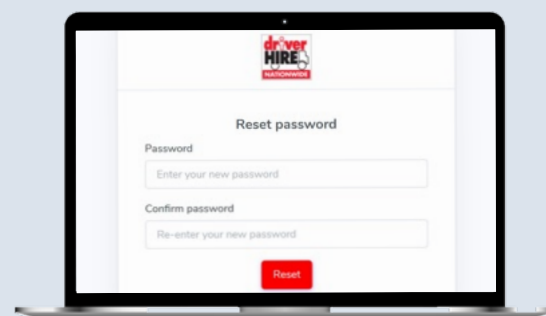 driver
HIRE
NATIONWIDE
Reset password
Password
Enter your new password
Confirm password
Re-enter your new password
Reset